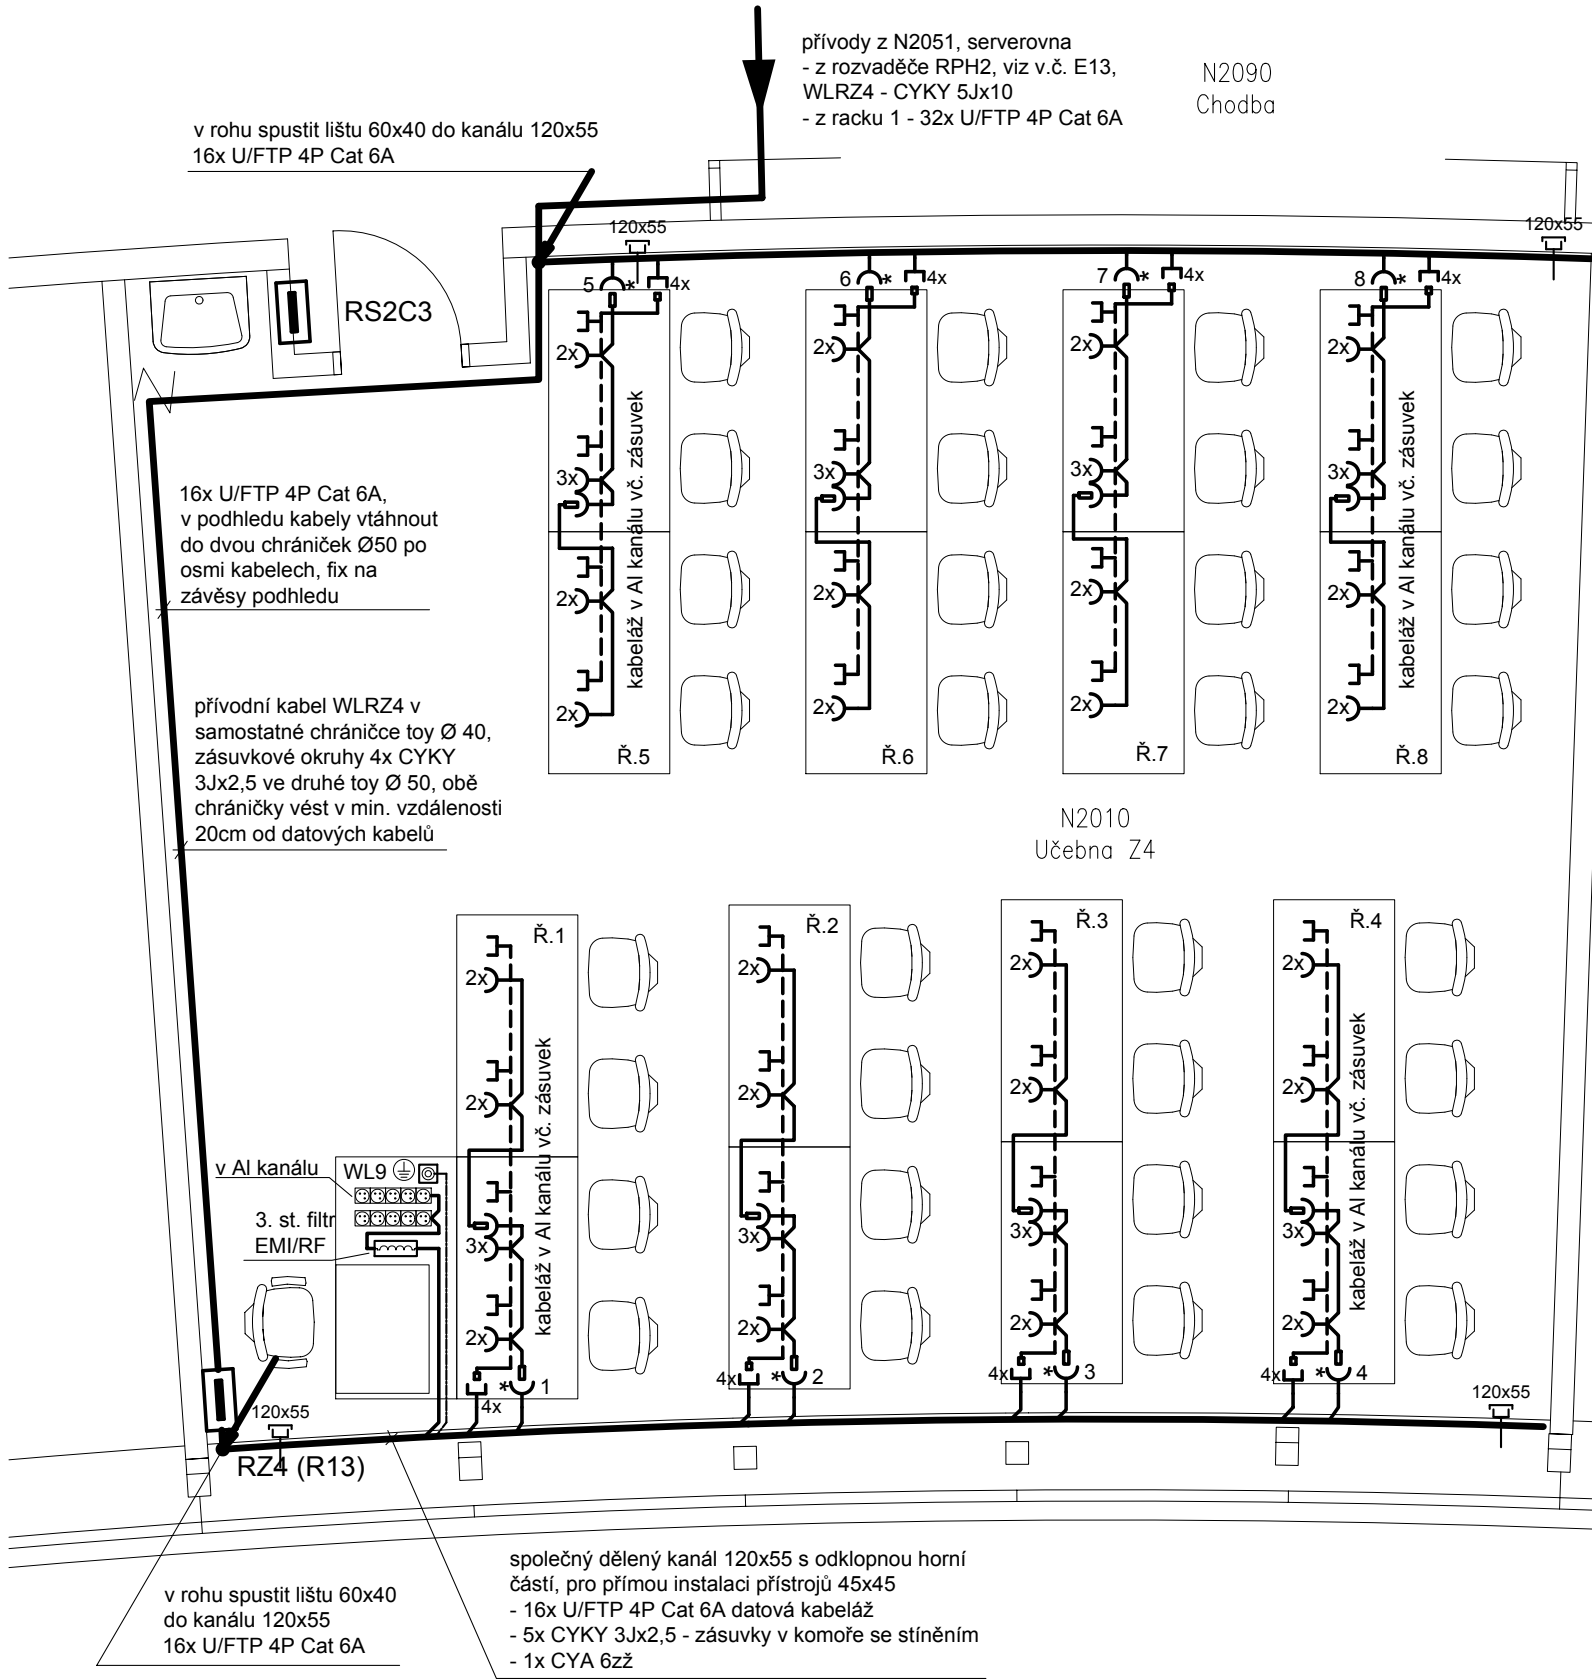 přívody z N2051, serverovna
- z rozvaděče RPH2, viz v.č. E13,
WLRZ4 - CYKY 5Jx10
- z racku 1 - 32x U/FTP 4P Cat 6A
N2090
Chodba
v rohu spustit lištu 60x40 do kanálu 120x55
16x U/FTP 4P Cat 6A
120x55
120x55
RS2C3
5 * 4x
6 * 4x
7 * 4x
8 * 4x
2x
2x
2x
2x
3x
3x
3x
3x
2x
2x
2x
2x
2x
2x
2x
2x
kabeláž v Al kanálu vč. zásuvek
kabeláž v Al kanálu vč. zásuvek
Ř.5
Ř.6
Ř.7
Ř.8
16x U/FTP 4P Cat 6A,
v podhledu kabely vtáhnout
do dvou chrániček Ø50 po
osmi kabelech, fix na
závěsy podhledu
přívodní kabel WLRZ4 v
samostatné chráničce toy Ø 40,
zásuvkové okruhy 4x CYKY
3Jx2,5 ve druhé toy Ø 50, obě
chráničky vést v min. vzdálenosti
20cm od datových kabelů
N2010
Učebna Z4
Ř.1
Ř.2
Ř.3
Ř.4
2x
2x
2x
2x
2x
2x
2x
2x
3x
3x
3x
3x
2x
2x
2x
2x
kabeláž v Al kanálu vč. zásuvek
kabeláž v Al kanálu vč. zásuvek
v Al kanálu
WL9
3. st. filtr
EMI/RF
4x * 1
4x * 2
4x * 3
4x * 4
120x55
120x55
RZ4 (R13)
v rohu spustit lištu 60x40
do kanálu 120x55
16x U/FTP 4P Cat 6A
společný dělený kanál 120x55 s odklopnou horní
částí, pro přímou instalaci přístrojů 45x45
- 16x U/FTP 4P Cat 6A datová kabeláž
- 5x CYKY 3Jx2,5 - zásuvky v komoře se stíněním
- 1x CYA 6zž